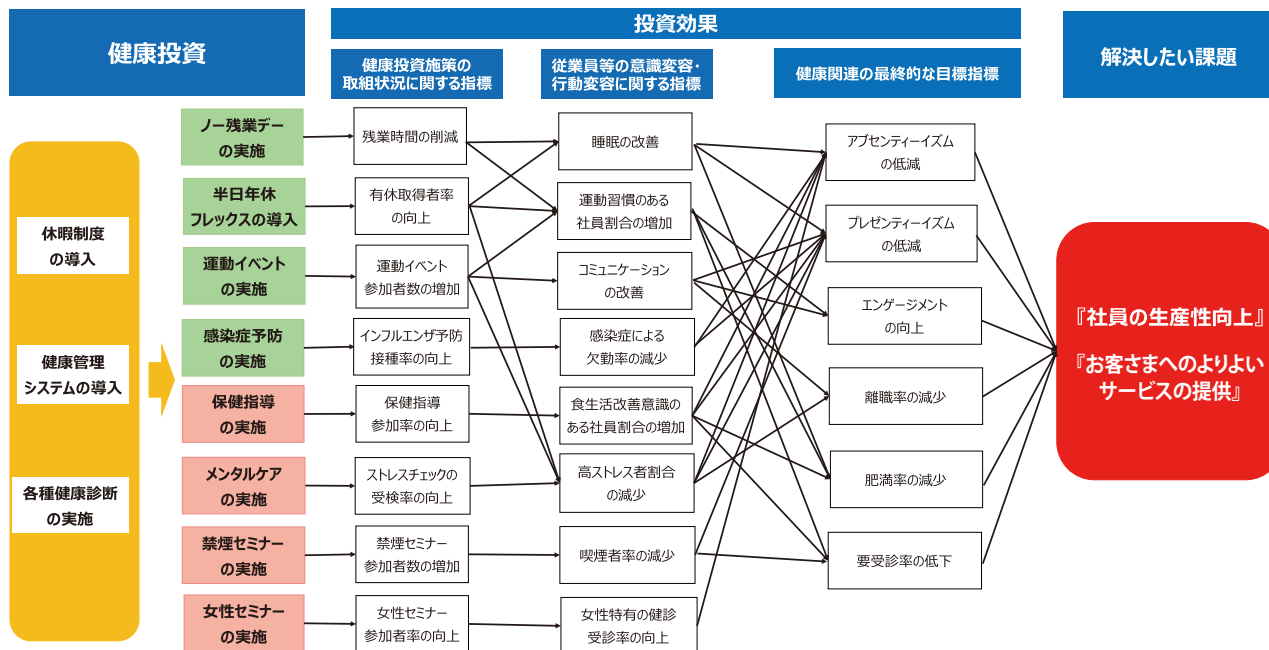 健康投資
投資効果
解決したい課題
健康投資施策の
取組状況に関する指標
従業員等の意識変容・
行動変容に関する指標
健康関連の最終的な目標指標
休暇制度
の導入
健康管理
システムの導入
各種健康診断
の実施
ノー残業デー
の実施
半日年休
フレックスの導入
運動イベント
の実施
感染症予防
の実施
保健指導
の実施
メンタルケア
の実施
禁煙セミナー
の実施
女性セミナー
の実施
残業時間の削減
有休取得者率
の向上
運動イベント
参加者数の増加
インフルエンザ予防
接種率の向上
保健指導
参加率の向上
ストレスチェックの
受検率の向上
禁煙セミナー
参加者数の増加
女性セミナー
参加者率の向上
睡眠の改善
運動習慣のある
社員割合の増加
コミュニケーション
の改善
感染症による
欠勤率の減少
食生活改善意識の
ある社員割合の増加
高ストレス者割合
の減少
喫煙者率の減少
女性特有の健診
受診率の向上
アブセンティーイズム
の低減
プレゼンティーイズム
の低減
エンゲージメント
の向上
離職率の減少
肥満率の減少
要受診率の低下
『社員の生産性向上』
『お客さまへのよりよい
サービスの提供』